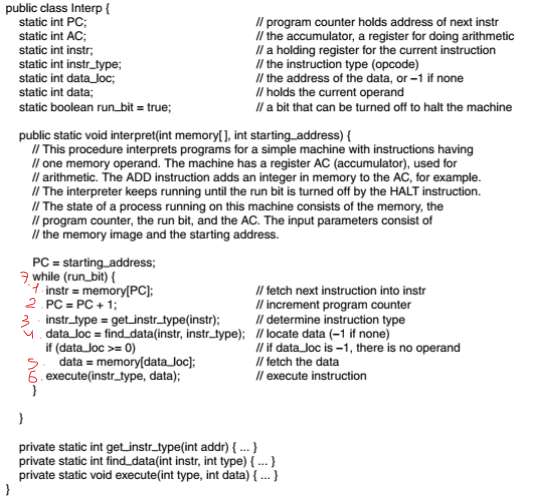 public class Interp {
static int PC; // program counter holds address of next instr
static int AC; // the accumulator, a register for doing arithmetic
static int instr; // a holding register for the current instruction
static int instr_type; // the instruction type (opcode)
static int data_loc; // the address of the data, or –1 if none
static int data; // holds the current operand
static boolean run_bit = true; // a bit that can be turned off to halt the machine
public static void interpret(int memory[ ], int starting_address) {
// This procedure interprets programs for a simple machine with instructions having
// one memory operand. The machine has a register AC (accumulator), used for
// arithmetic. The ADD instruction adds an integer in memory to the AC, for example.
// The interpreter keeps running until the run bit is turned off by the HALT instruction.
// The state of a process running on this machine consists of the memory, the
// program counter, the run bit, and the AC. The input parameters consist of
// the memory image and the starting address.
PC = starting_address;
7 while (run_bit) {
1. instr = memory[PC]; // fetch next instruction into instr
2. PC = PC + 1; // increment program counter
3. instr_type = get_instr_type(instr); // determine instruction type
4. data_loc = find_data(instr, instr_type); // locate data (–1 if none)
if (data_loc >= 0) // if data_loc is –1, there is no operand
5. data = memory[data_loc]; // fetch the data
6. execute(instr_type, data); // execute instruction
}
}
private static int get_instr_type(int addr) { ... }
private static int find_data(int instr, int type) { ... }
private static void execute(int type, int data) { ... }
}